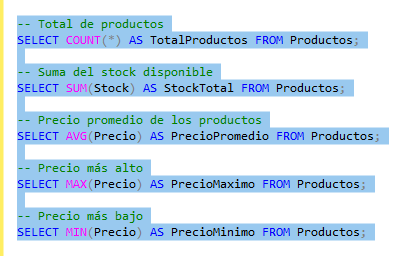 -- Total de productos
SELECT COUNT(*) AS TotalProductos FROM Productos;
-- Suma del stock disponible
SELECT SUM(Stock) AS StockTotal FROM Productos;
-- Precio promedio de los productos
SELECT AVG(Precio) AS PrecioPromedio FROM Productos;
-- Precio más alto
SELECT MAX(Precio) AS PrecioMaximo FROM Productos;
-- Precio más bajo
SELECT MIN(Precio) AS PrecioMinimo FROM Productos;